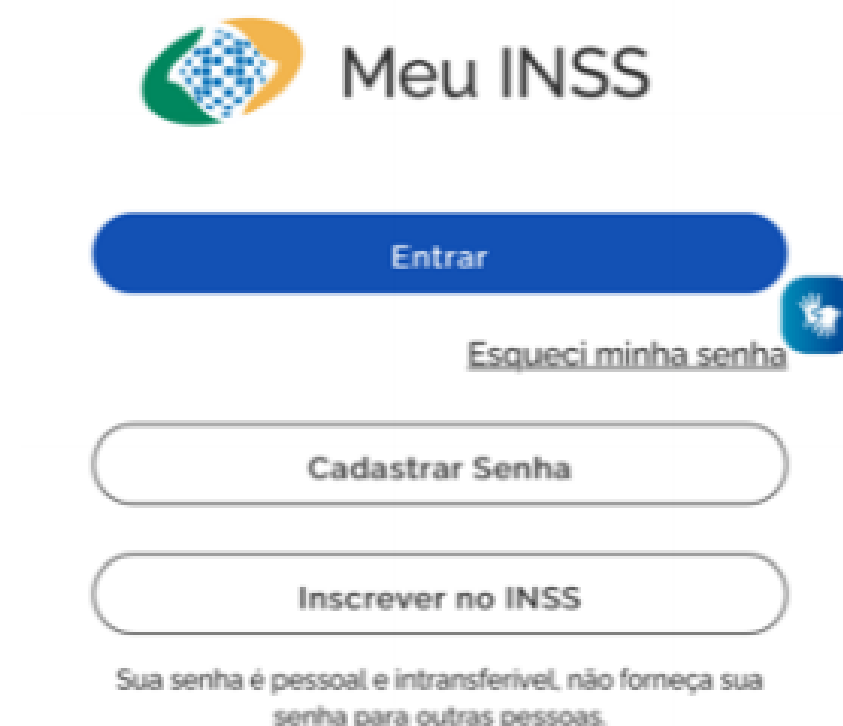 Meu INSS
Entrar
Esqueci minha senha
Cadastrar Senha
Inscrever no INSS
Sua senha é pessoal e intransferível, não forneça sua
senha para outras pessoas.